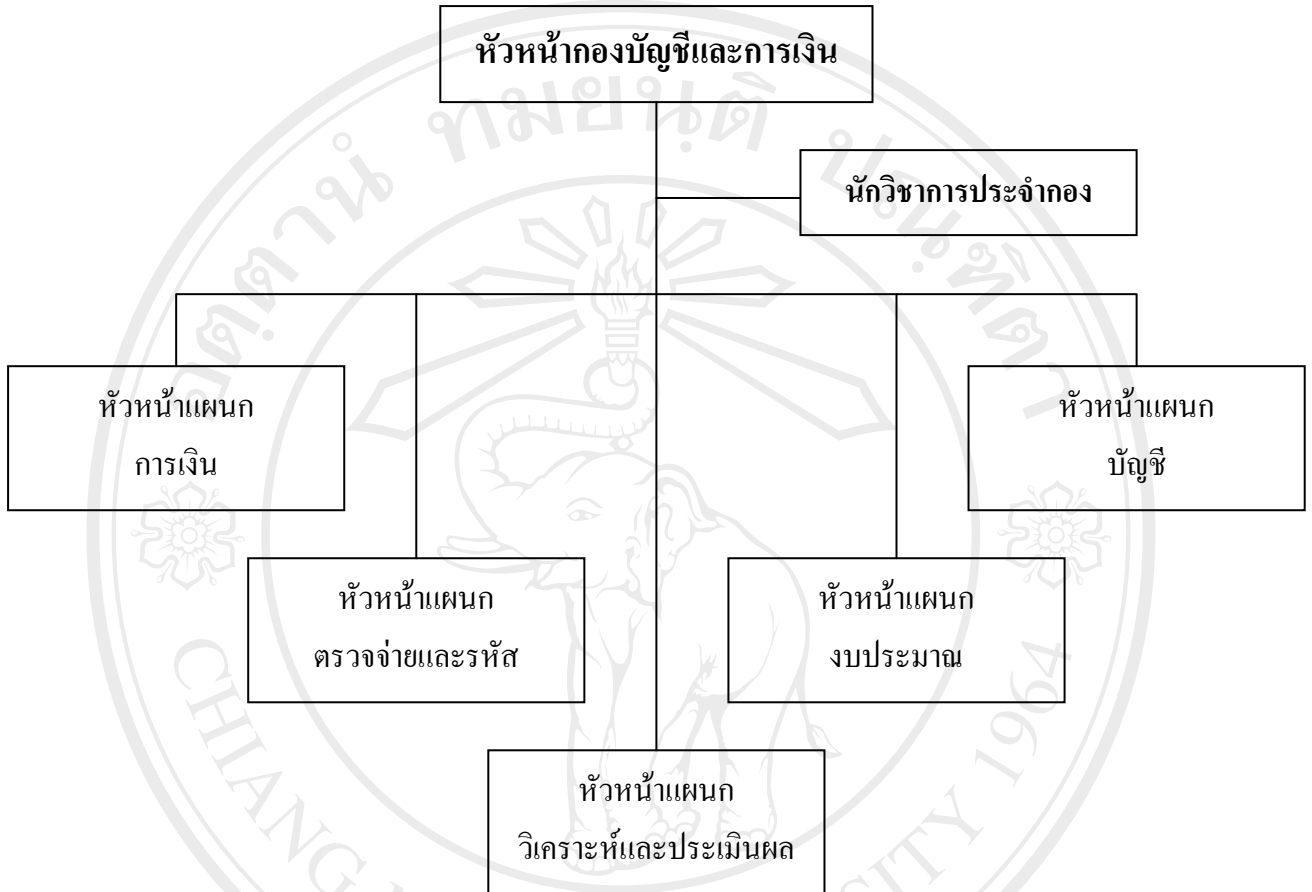 หัวหน้ากองบัญชีและการเงิน
นักวิชาการประจำกอง
หัวหน้าแผนก
การเงิน
หัวหน้าแผนก
บัญชี
หัวหน้าแผนก
ตรวจจ่ายและรหัส
หัวหน้าแผนก
งบประมาณ
หัวหน้าแผนก
วิเคราะห์และประเมินผล
CHIANG
SITY 1964